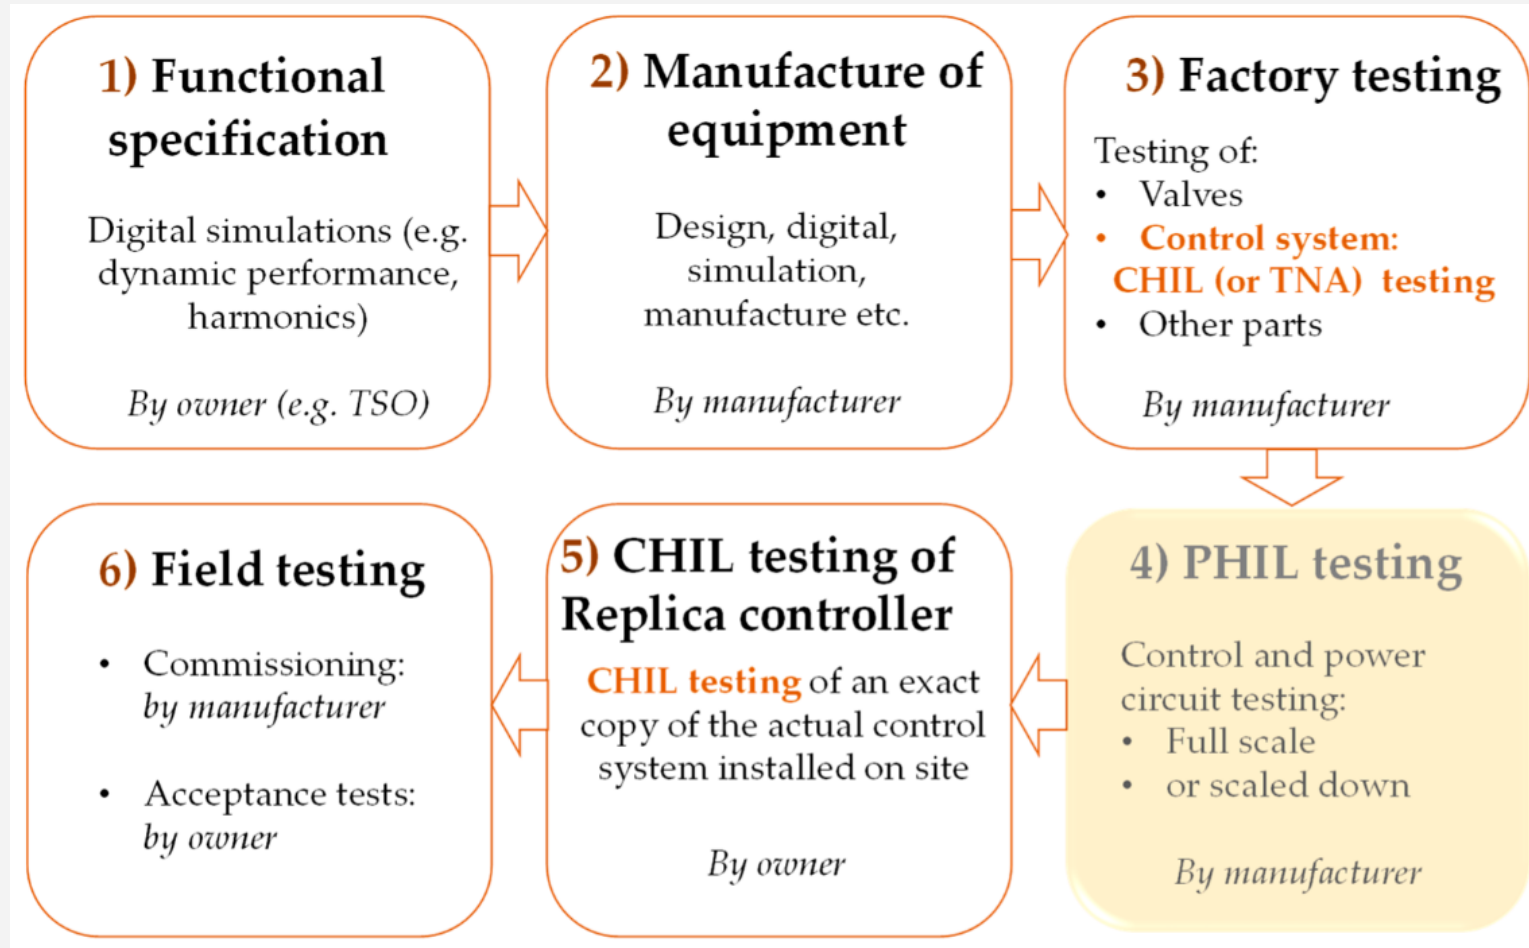 1) Functional
specification
Digital simulations (e.g.
dynamic performance,
harmonics)
By owner (e.g. TSO)
2) Manufacture of
equipment
Design, digital,
simulation,
manufacture etc.
By manufacturer
3) Factory testing
Testing of:
• Valves
• Control system:
CHIL (or TNA) testing
• Other parts
By manufacturer
4) PHIL testing
Control and power
circuit testing:
• Full scale
• or scaled down
By manufacturer
5) CHIL testing of
Replica controller
CHIL testing of an exact
copy of the actual control
system installed on site
By owner
6) Field testing
• Commissioning:
by manufacturer
• Acceptance tests:
by owner